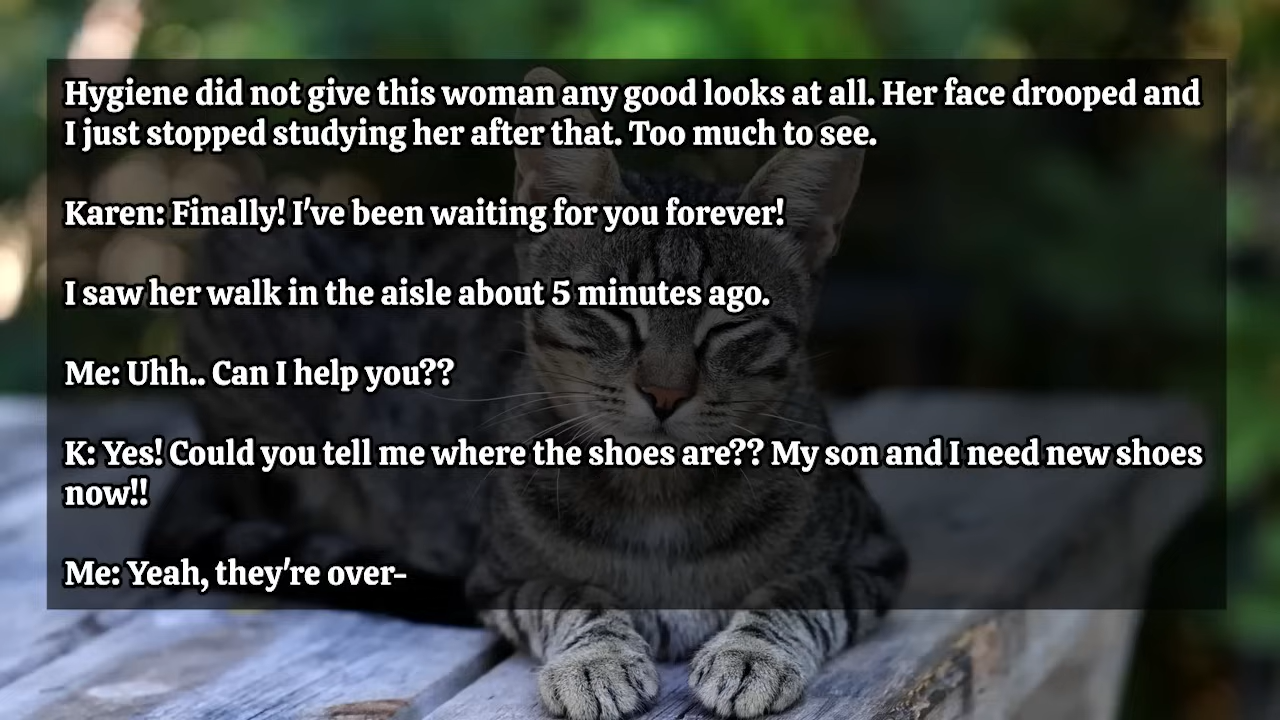 Hygiene did not give this woman any good looks at all. Her face drooped and
I just stopped studying her after that. Too much to see.
Karen: Finally! I've been waiting for you forever!
I saw her walk in the aisle about 5 minutes ago.
Me: Uhh.. Can I help you??
K: Yes! Could you tell me where the shoes are?? My son and I need new shoes
now!!
Me: Yeah, they're over-